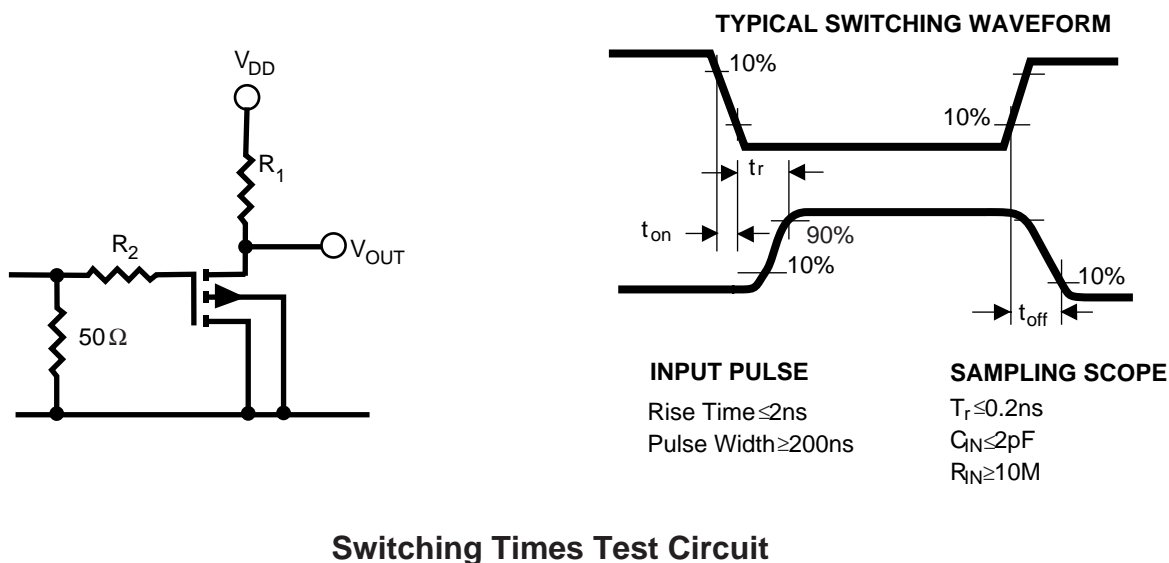 TYPICAL SWITCHING WAVEFORM
V_DD
R_1
R_2
V_OUT
50Ω
10%
10%
t_r
t_on
90%
10%
10%
t_off
INPUT PULSE
Rise Time≤2ns
Pulse Width≥200ns
SAMPLING SCOPE
T_r≤0.2ns
C_IN≤2pF
R_IN≥10M
Switching Times Test Circuit